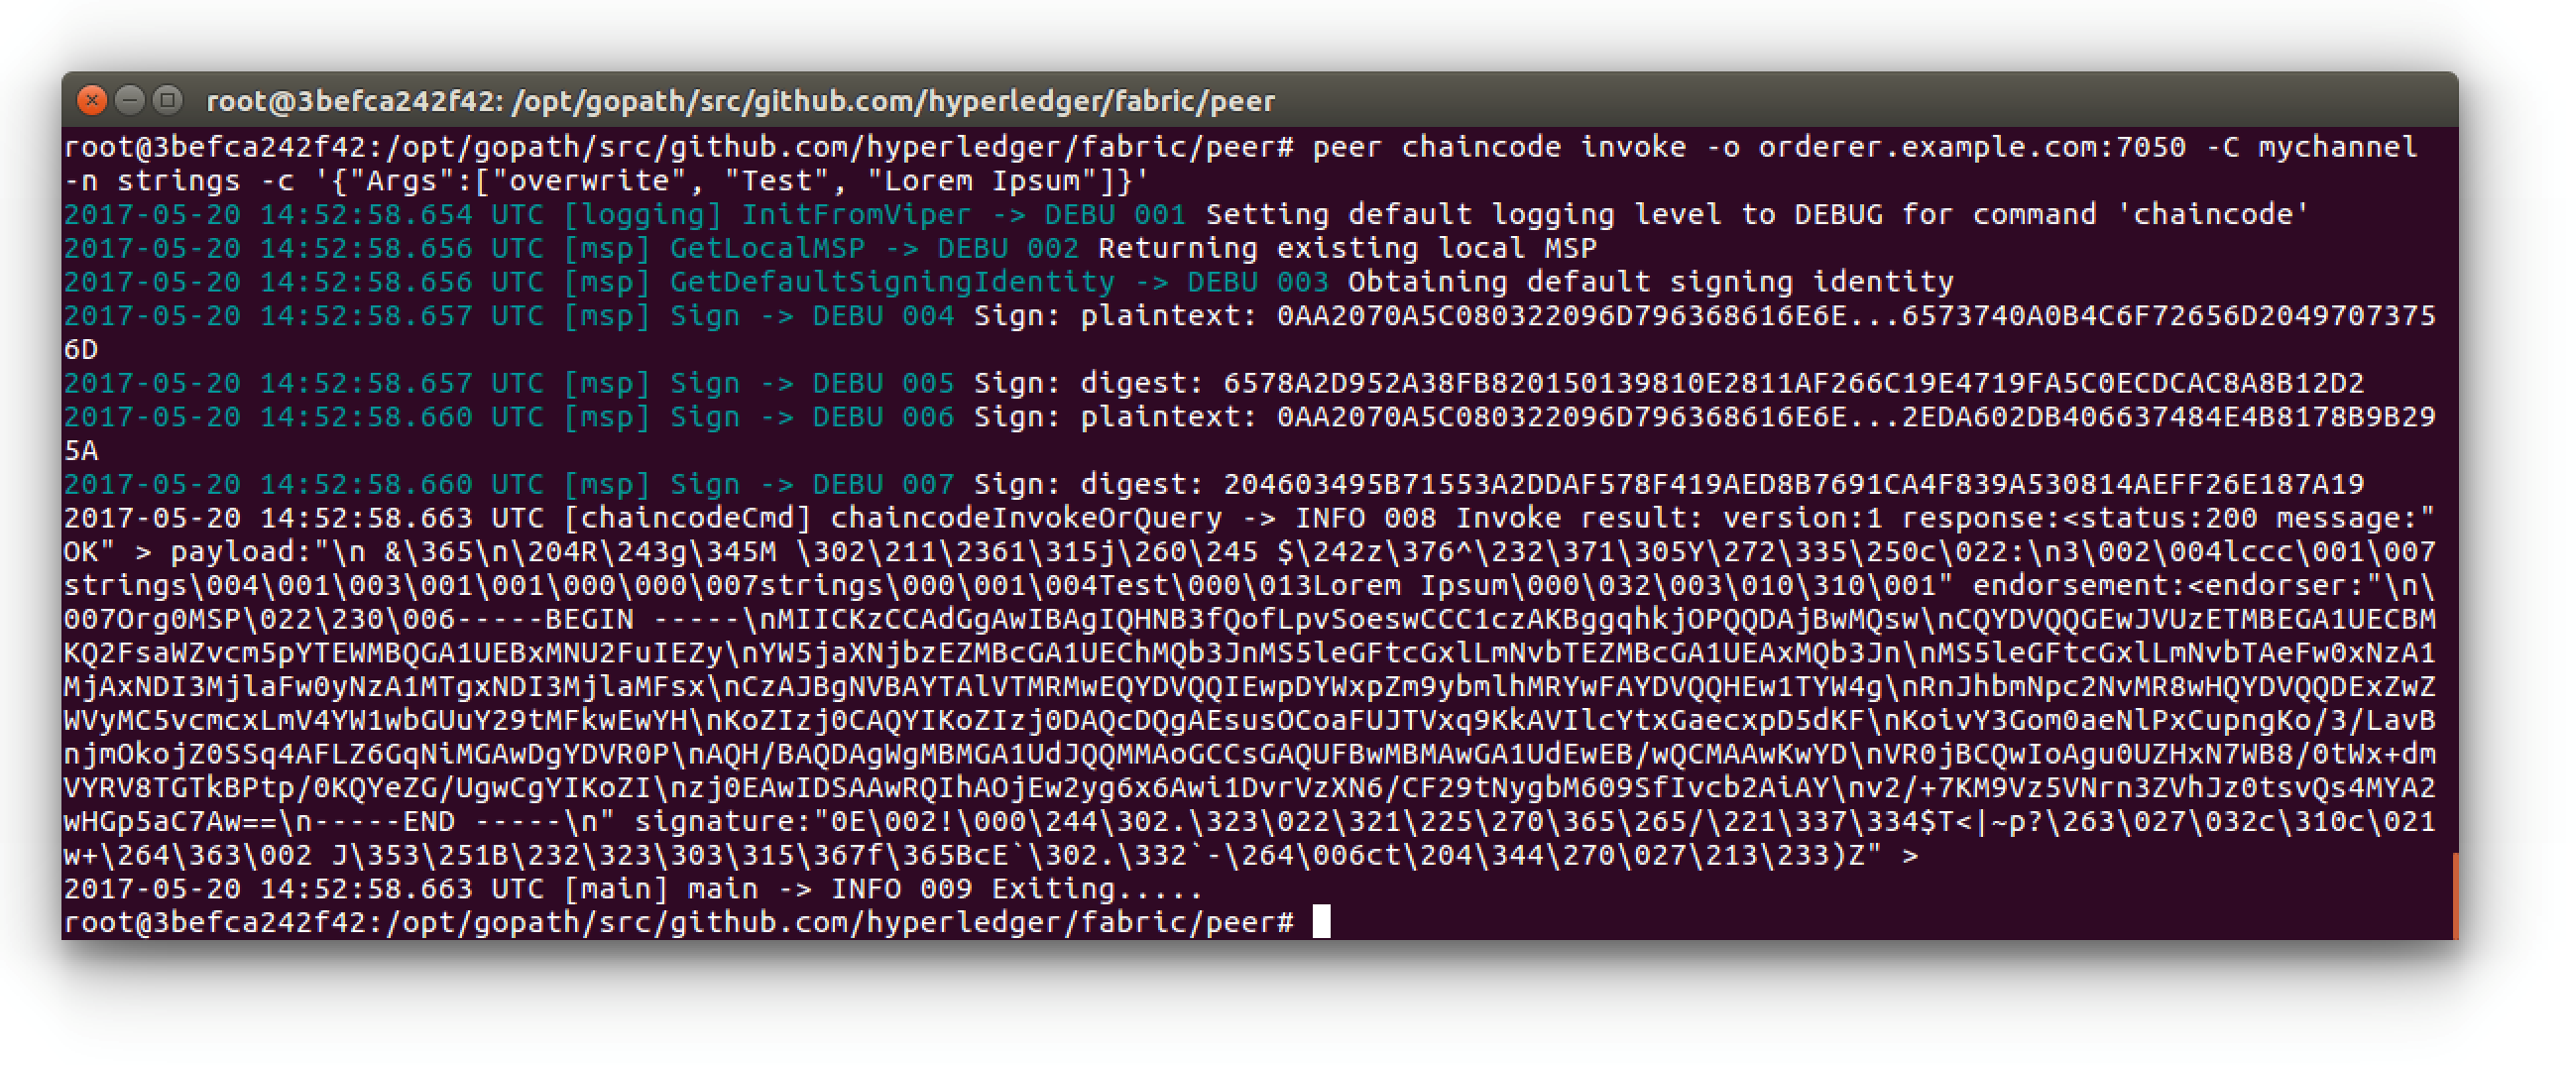 root@3befca242f42: /opt/gopath/src/github.com/hyperledger/fabric/peer
root@3befca242f42:/opt/gopath/src/github.com/hyperledger/fabric/peer# peer chaincode invoke -o orderer.example.com:7050 -C mychannel
-n strings -c '{"Args":["overwrite", "Test", "Lorem Ipsum"]}'
2017-05-20 14:52:58.654 UTC [logging] InitFromViper -> DEBU 001 Setting default logging level to DEBUG for command 'chaincode'
2017-05-20 14:52:58.656 UTC [msp] GetLocalMSP -> DEBU 002 Returning existing local MSP
2017-05-20 14:52:58.656 UTC [msp] GetDefaultSigningIdentity -> DEBU 003 Obtaining default signing identity
2017-05-20 14:52:58.657 UTC [msp] Sign -> DEBU 004 Sign: plaintext: 0AA2070A5C080322096D796368616E6E...6573740A0B4C6F72656D2049707375
6D
2017-05-20 14:52:58.657 UTC [msp] Sign -> DEBU 005 Sign: digest: 6578A2D952A38FB820150139810E2811AF266C19E4719FA5C0ECDCAC8A8B12D2
2017-05-20 14:52:58.660 UTC [msp] Sign -> DEBU 006 Sign: plaintext: 0AA2070A5C080322096D796368616E6E...2EDA602DB406637484E4B8178B9B29
5A
2017-05-20 14:52:58.660 UTC [msp] Sign -> DEBU 007 Sign: digest: 204603495B71553A2DDAF578F419AED8B7691CA4F839A530814AEFF26E187A19
2017-05-20 14:52:58.663 UTC [chaincodeCmd] chaincodeInvokeOrQuery -> INFO 008 Invoke result: version:1 response:<status:200 message:"
OK" > payload:"\n &\365\n\204R\243g\345M \302\211\2361\315j\260\245 $\242z\376^\232\371\305Y\272\335\250c\022:\n3\002\004lccc\001\007
strings\004\001\003\001\001\000\000\007strings\000\001\004Test\000\013Lorem Ipsum\000\032\003\010\310\001" endorsement:<endorser:"\n\
007Org0MSP\022\230\006-----BEGIN -----\nMIICKzCCAdGgAwIBAgIQHNB3fQofLpvSoeswCCC1czAKBggqhkjOPQQDAjBwMQsw\nCQYDVQQGEwJVUzETMBEGA1UECBM
KQ2FsaWZvcm5pYTEWMBQGA1UEBxMNU2FuIEZy\nYW5jaXNjbzEZMBcGA1UEChMQb3JnMS5leGFtcGxlLmNvbTEZMBcGA1UEAxMQb3Jn\nMS5leGFtcGxlLmNvbTAeFw0xNzA1
MjAxNDI3MjlaFw0yNzA1MTgxNDI3MjlaMFsx\nCzAJBgNVBAYTAlVTMRMwEQYDVQQIEwpDYWxpZm9ybmlhMRYwFAYDVQQHEw1TYW4g\nRnJhbmNpc2NvMR8wHQYDVQQDExZwZ
WVyMC5vcmcxLmV4YW1wbGUuY29tMFkwEwYH\nKoZIzj0CAQYIKoZIzj0DAQcDQgAEsusOCoaFUJTVxq9KkAVIlcYtxGaecxpD5dKF\nKoivY3Gom0aeNlPxCupngKo/3/LavB
njmOkojZ0SSq4AFLZ6GqNiMGAwDgYDVR0P\nAQH/BAQDAgWgMBMGA1UdJQQMMAoGCCsGAQUFBwMBMAwGA1UdEwEB/wQCMAAwKwYD\nVR0jBCQwIoAgu0UZHxN7WB8/0tWx+dm
VYRV8TGTkBPtp/0KQYeZG/UgwCgYIKoZI\nzj0EAwIDSAAwRQIhAOjEw2yg6x6Awi1DvrVzXN6/CF29tNygbM609SfIvcb2AiAY\nv2/+7KM9Vz5VNrn3ZVhJz0tsvQs4MYA2
wHGp5aC7Aw==\n-----END -----\n" signature:"0E\002!\000\244\302.\323\022\321\225\270\365\265/\221\337\334$T<|~p?\263\027\032c\310c\021
w+\264\363\002 J\353\251B\232\323\303\315\367f\365BcE`\302.\332`-\264\006ct\204\344\270\027\213\233)Z" >
2017-05-20 14:52:58.663 UTC [main] main -> INFO 009 Exiting.....
root@3befca242f42:/opt/gopath/src/github.com/hyperledger/fabric/peer#